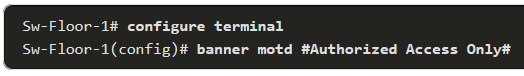 Sw-Floor-1# configure terminal
Sw-Floor-1(config)# banner motd #Authorized Access Only#